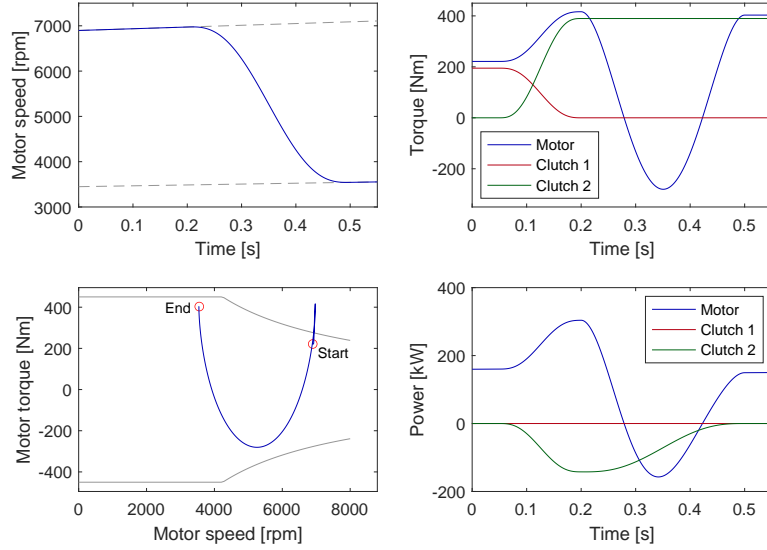 7000
6000
5000
4000
3000
0 0.1 0.2 0.3 0.4 0.5
Motor speed [rpm]
Time [s]
400
200
0
-200
0 0.1 0.2 0.3 0.4 0.5
Torque [Nm]
Time [s]
Motor
Clutch 1
Clutch 2
400
200
0
-200
-400
0 2000 4000 6000 8000
Motor torque [Nm]
Motor speed [rpm]
End
Start
400
200
0
-200
0 0.1 0.2 0.3 0.4 0.5
Power [kW]
Time [s]
Motor
Clutch 1
Clutch 2